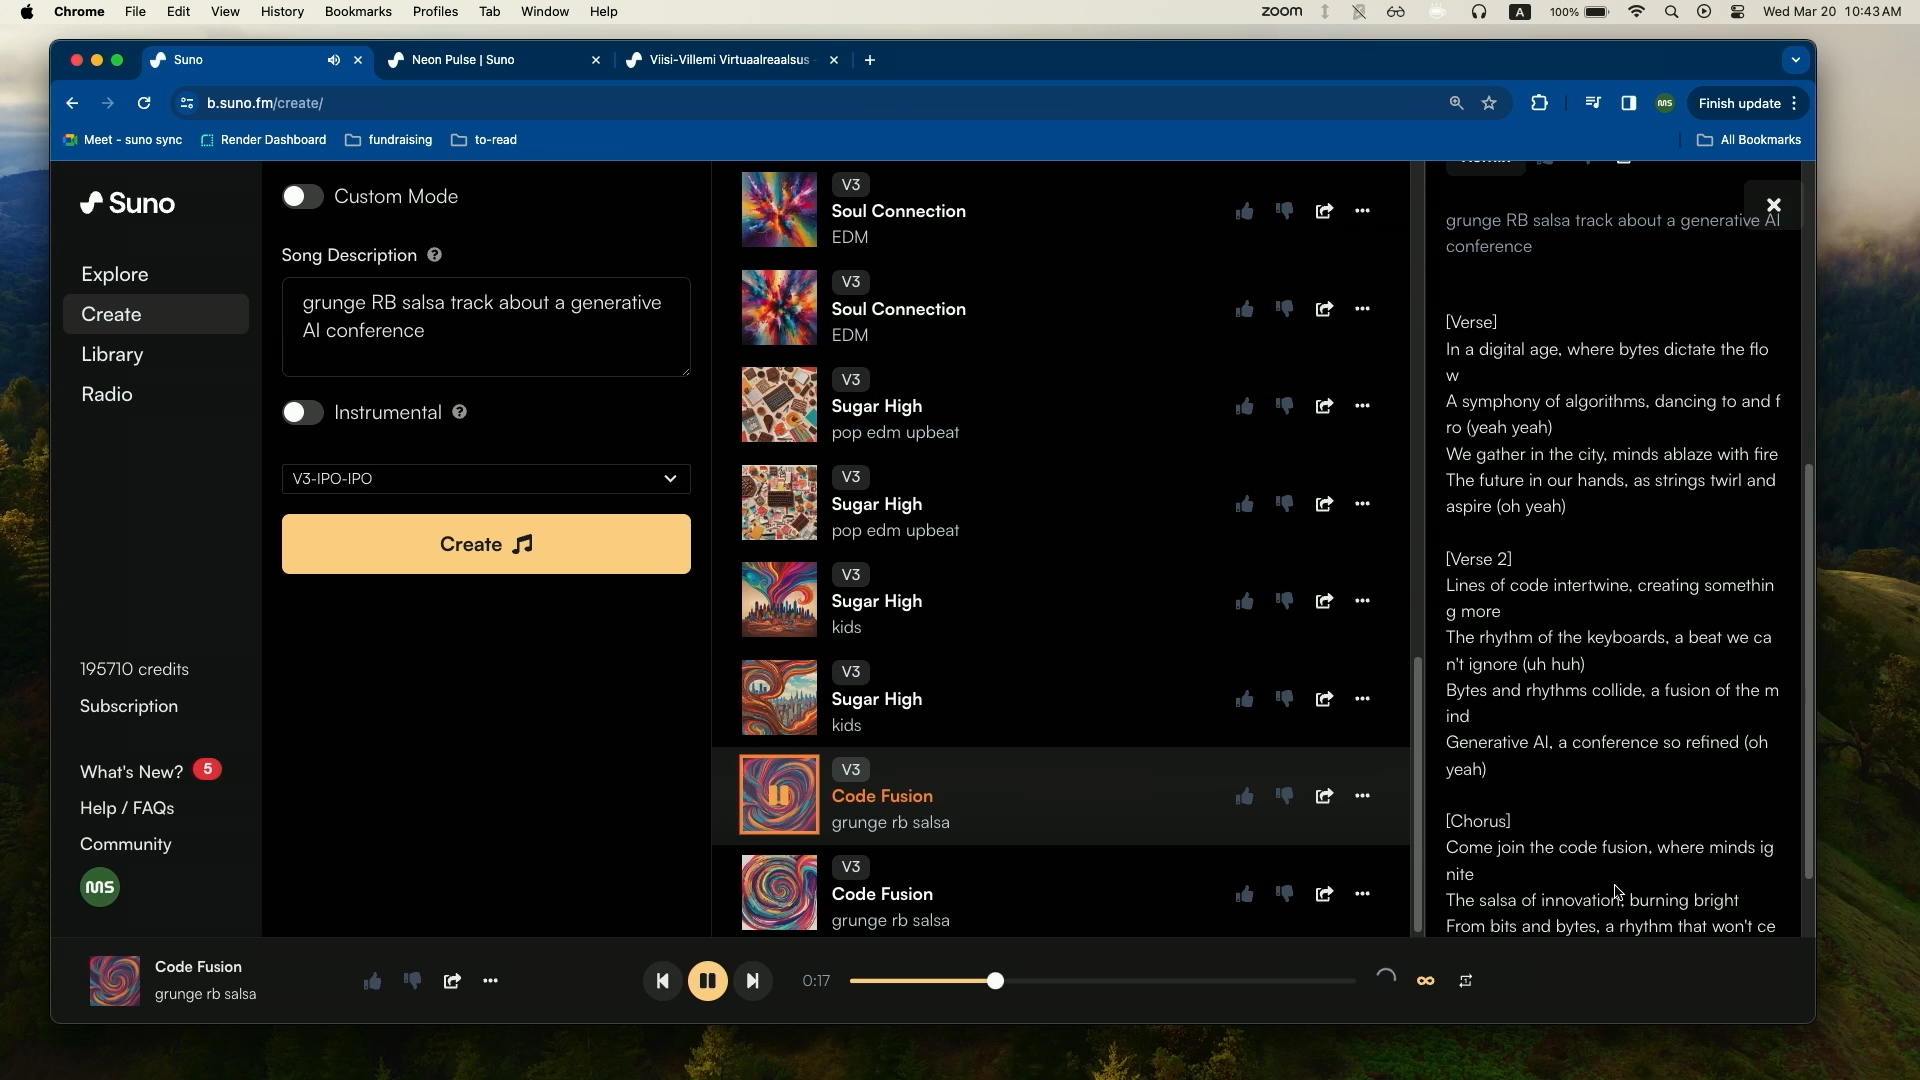 Chrome File Edit View History Bookmarks Profiles Tab Window Help
zoom A 100% Wed Mar 20 10:43 AM
Suno
Neon Pulse | Suno
Viisi-Villemi Virtuaalreaalsus
b.suno.fm/create/
MS
Finish update
Meet - suno sync
Render Dashboard
fundraising
to-read
All Bookmarks
Suno
Explore
Create
Library
Radio
195710 credits
Subscription
What's New? 5
Help / FAQs
Community
MS
Custom Mode
Song Description
grunge RB salsa track about a generative
AI conference
Instrumental
V3-IPO-IPO
Create
V3
Soul Connection
EDM
V3
Soul Connection
EDM
V3
Sugar High
pop edm upbeat
V3
Sugar High
pop edm upbeat
V3
Sugar High
kids
V3
Sugar High
kids
V3
Code Fusion
grunge rb salsa
V3
Code Fusion
grunge rb salsa
grunge RB salsa track about a generative AI
conference
[Verse]
In a digital age, where bytes dictate the flo
w
A symphony of algorithms, dancing to and f
ro (yeah yeah)
We gather in the city, minds ablaze with fire
The future in our hands, as strings twirl and
aspire (oh yeah)
[Verse 2]
Lines of code intertwine, creating somethin
g more
The rhythm of the keyboards, a beat we ca
n't ignore (uh huh)
Bytes and rhythms collide, a fusion of the m
ind
Generative AI, a conference so refined (oh
yeah)
[Chorus]
Come join the code fusion, where minds ig
nite
The salsa of innovation, burning bright
From bits and bytes, a rhythm that won't ce
Code Fusion
grunge rb salsa
0:17